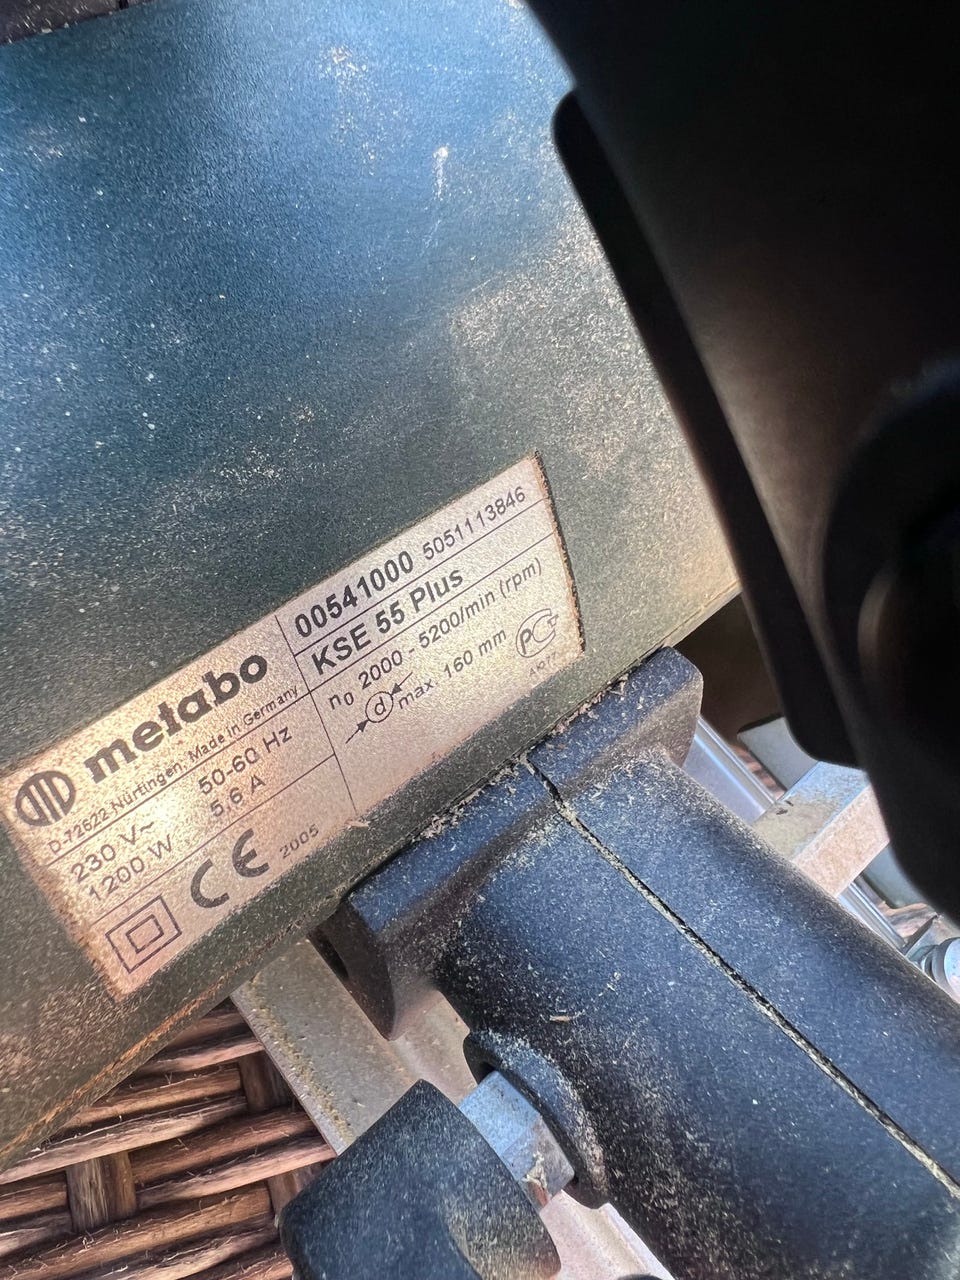 metabo
D-72622 Nürtingen, Made in Germany
230 V~ 50-60 Hz
1200 W 5,6 A
CE 2005
00541000 5051113846
KSE 55 Plus
n0 2000 - 5200/min (rpm)
d max. 160 mm